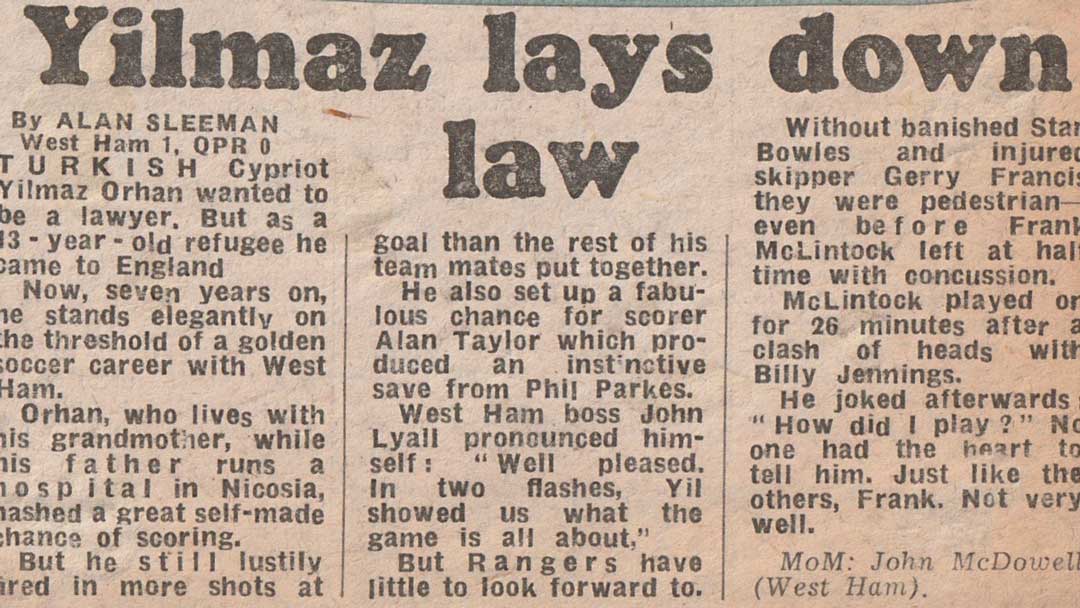 Yilmaz lays down
law
By ALAN SLEEMAN
West Ham 1, QPR 0
TURKISH Cypriot
Yilmaz Orhan wanted to
be a lawyer. But as a
13-year-old refugee he
came to England
Now, seven years on,
he stands elegantly on
the threshold of a golden
soccer career with West
Ham.
Orhan, who lives with
his grandmother, while
his father runs a
hospital in Nicosia,
hashed a great self-made
chance of scoring.
But he still lustily
fired in more shots at
goal than the rest of his
team mates put together.
He also set up a fabu-
lous chance for scorer
Alan Taylor which pro-
duced an instinctive
save from Phil Parkes.
West Ham boss John
Lyall pronounced him-
self: "Well pleased.
In two flashes, Yil
showed us what the
game is all about,"
But Rangers have
little to look forward to.
Without banished Stan
Bowles and injured
skipper Gerry Francis
they were pedestrian—
even before Frank
McLintock left at half
time with concussion.
McLintock played on
for 26 minutes after a
clash of heads with
Billy Jennings.
He joked afterwards:
"How did I play?" No
one had the heart to
tell him. Just like the
others, Frank. Not very
well.
MoM: John McDowell
(West Ham).